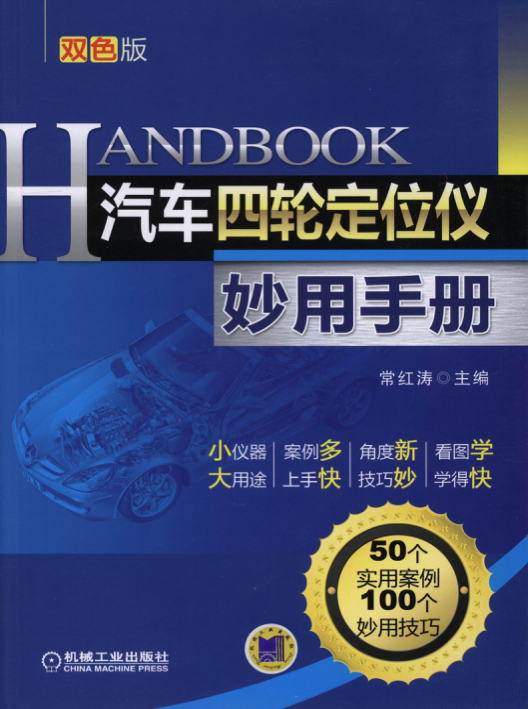 双色版
HANDBOOK
汽车四轮定位仪
妙用手册
常红涛◎主编
小仪器 案例多 角度新 看图学
大用途 上手快 技巧妙 学得快
50个
实用案例
100个
妙用技巧
机械工业出版社
CHINA MACHINE PRESS